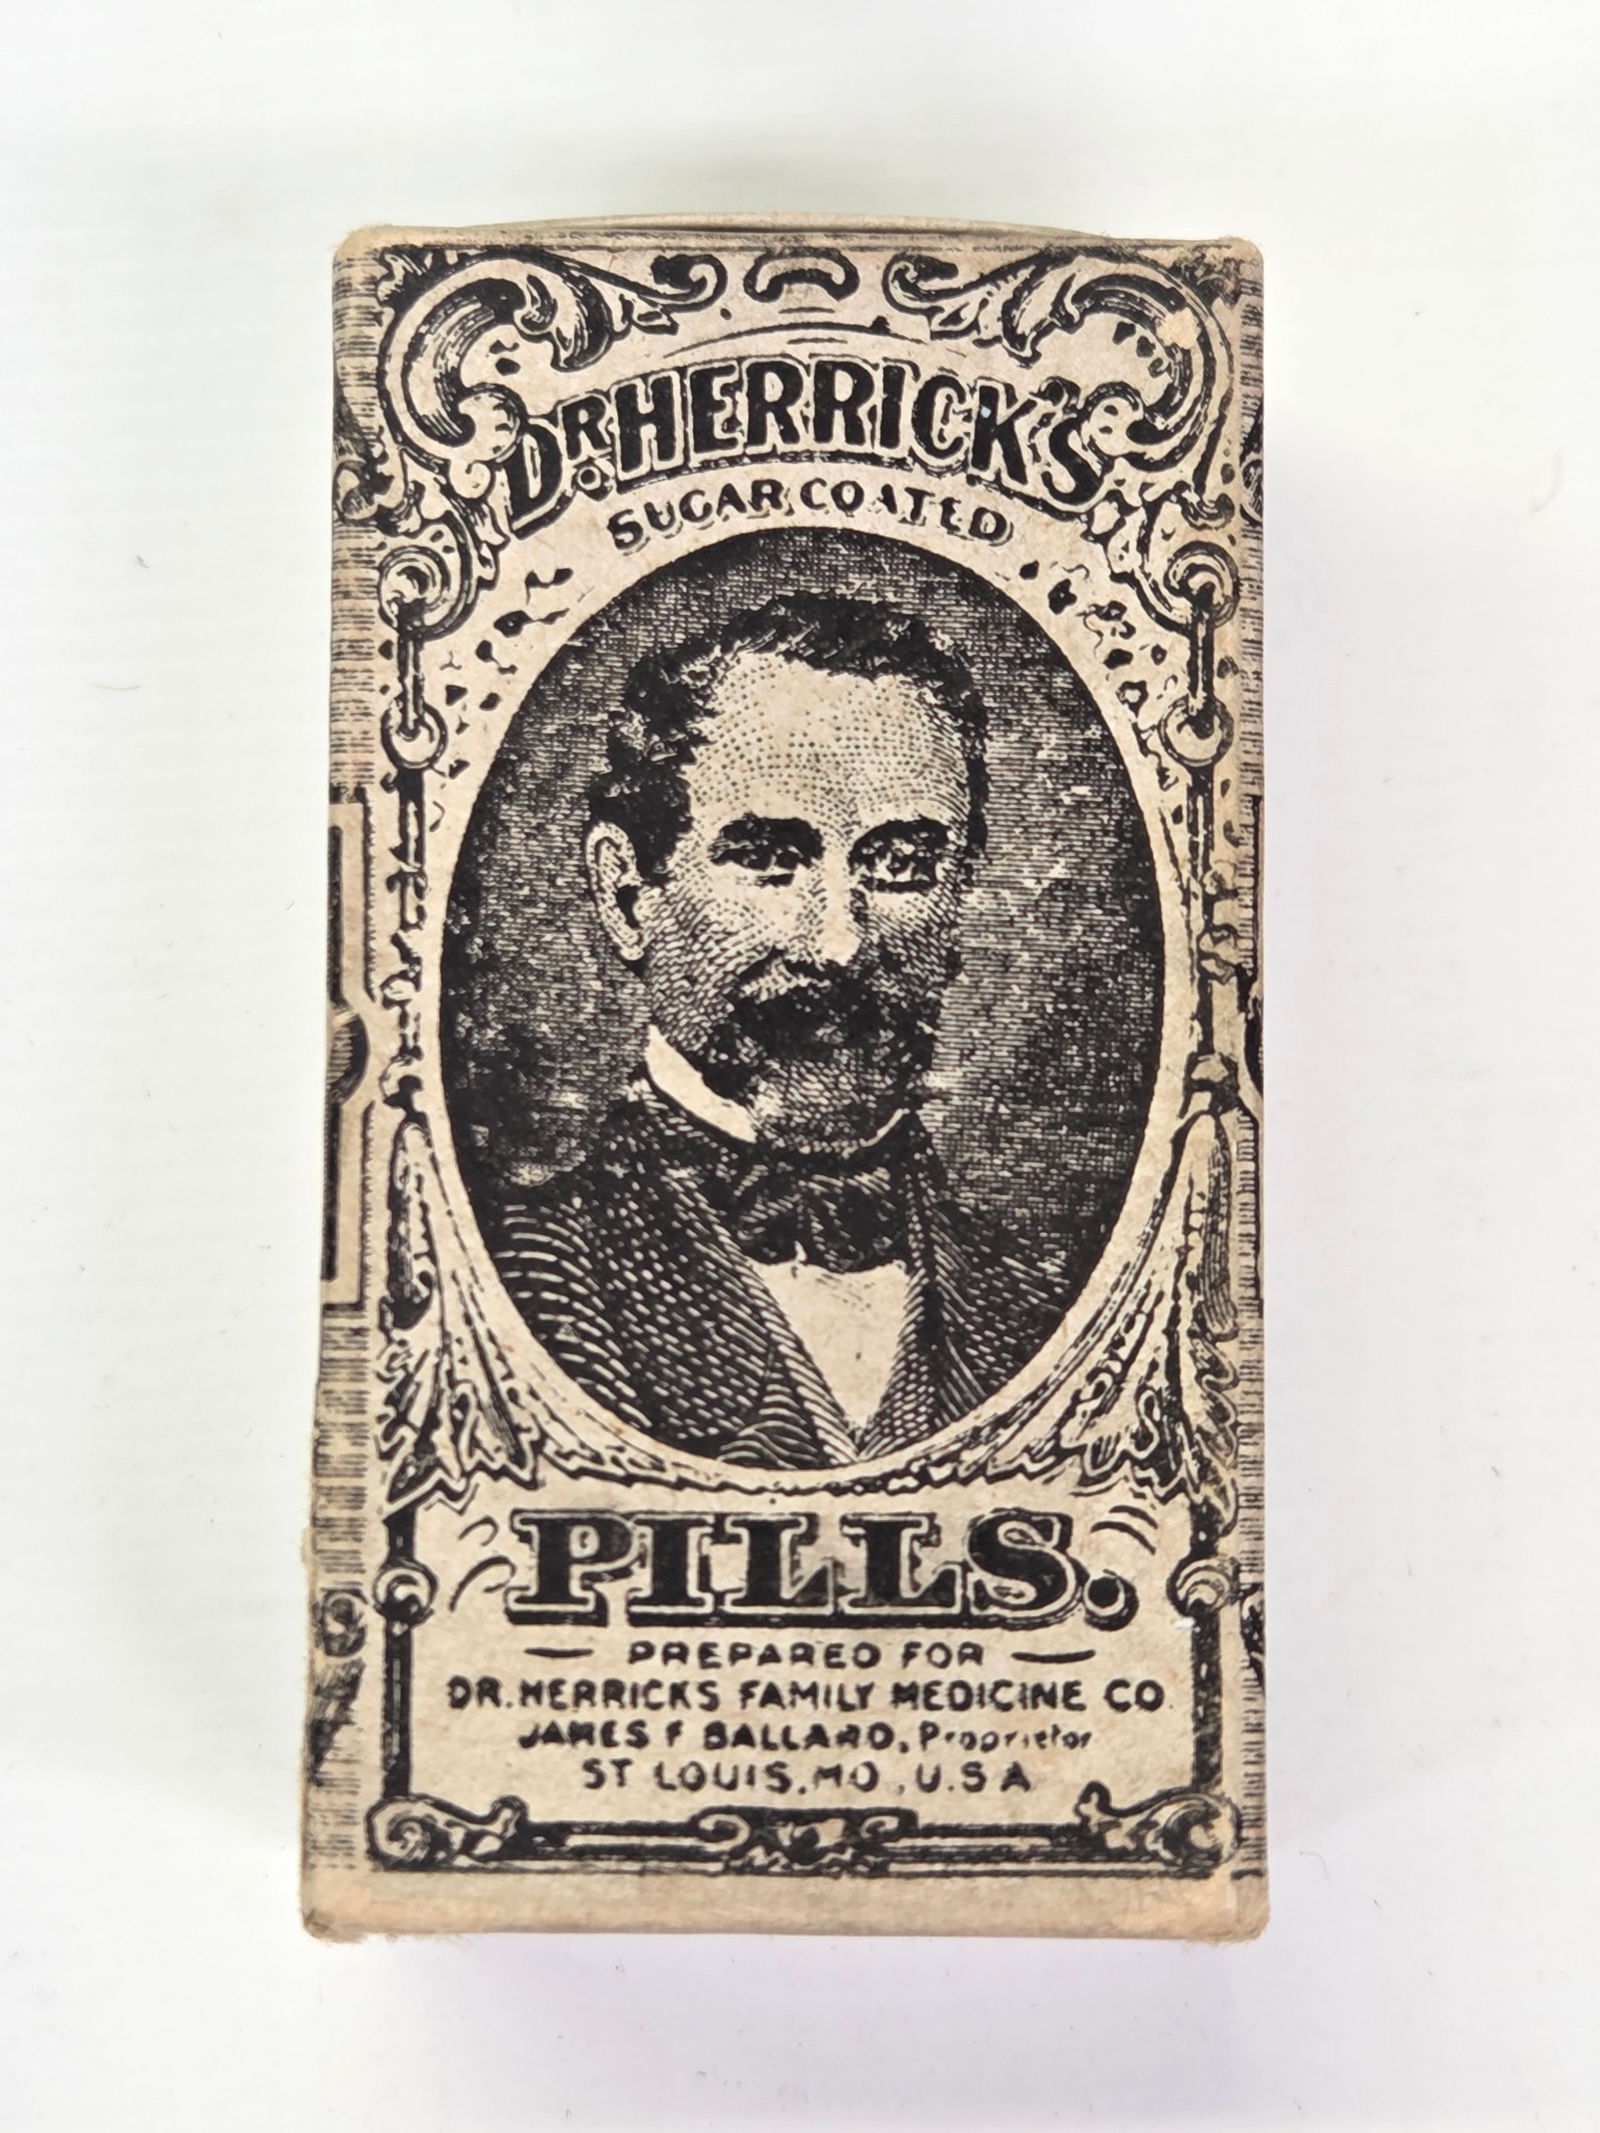 DR. HERRICK'S
SUGAR COATED
PILLS.
PREPARED FOR
DR. HERRICKS FAMILY MEDICINE CO
JAMES F BALLARD, Proprietor
ST LOUIS, MO, U.S A